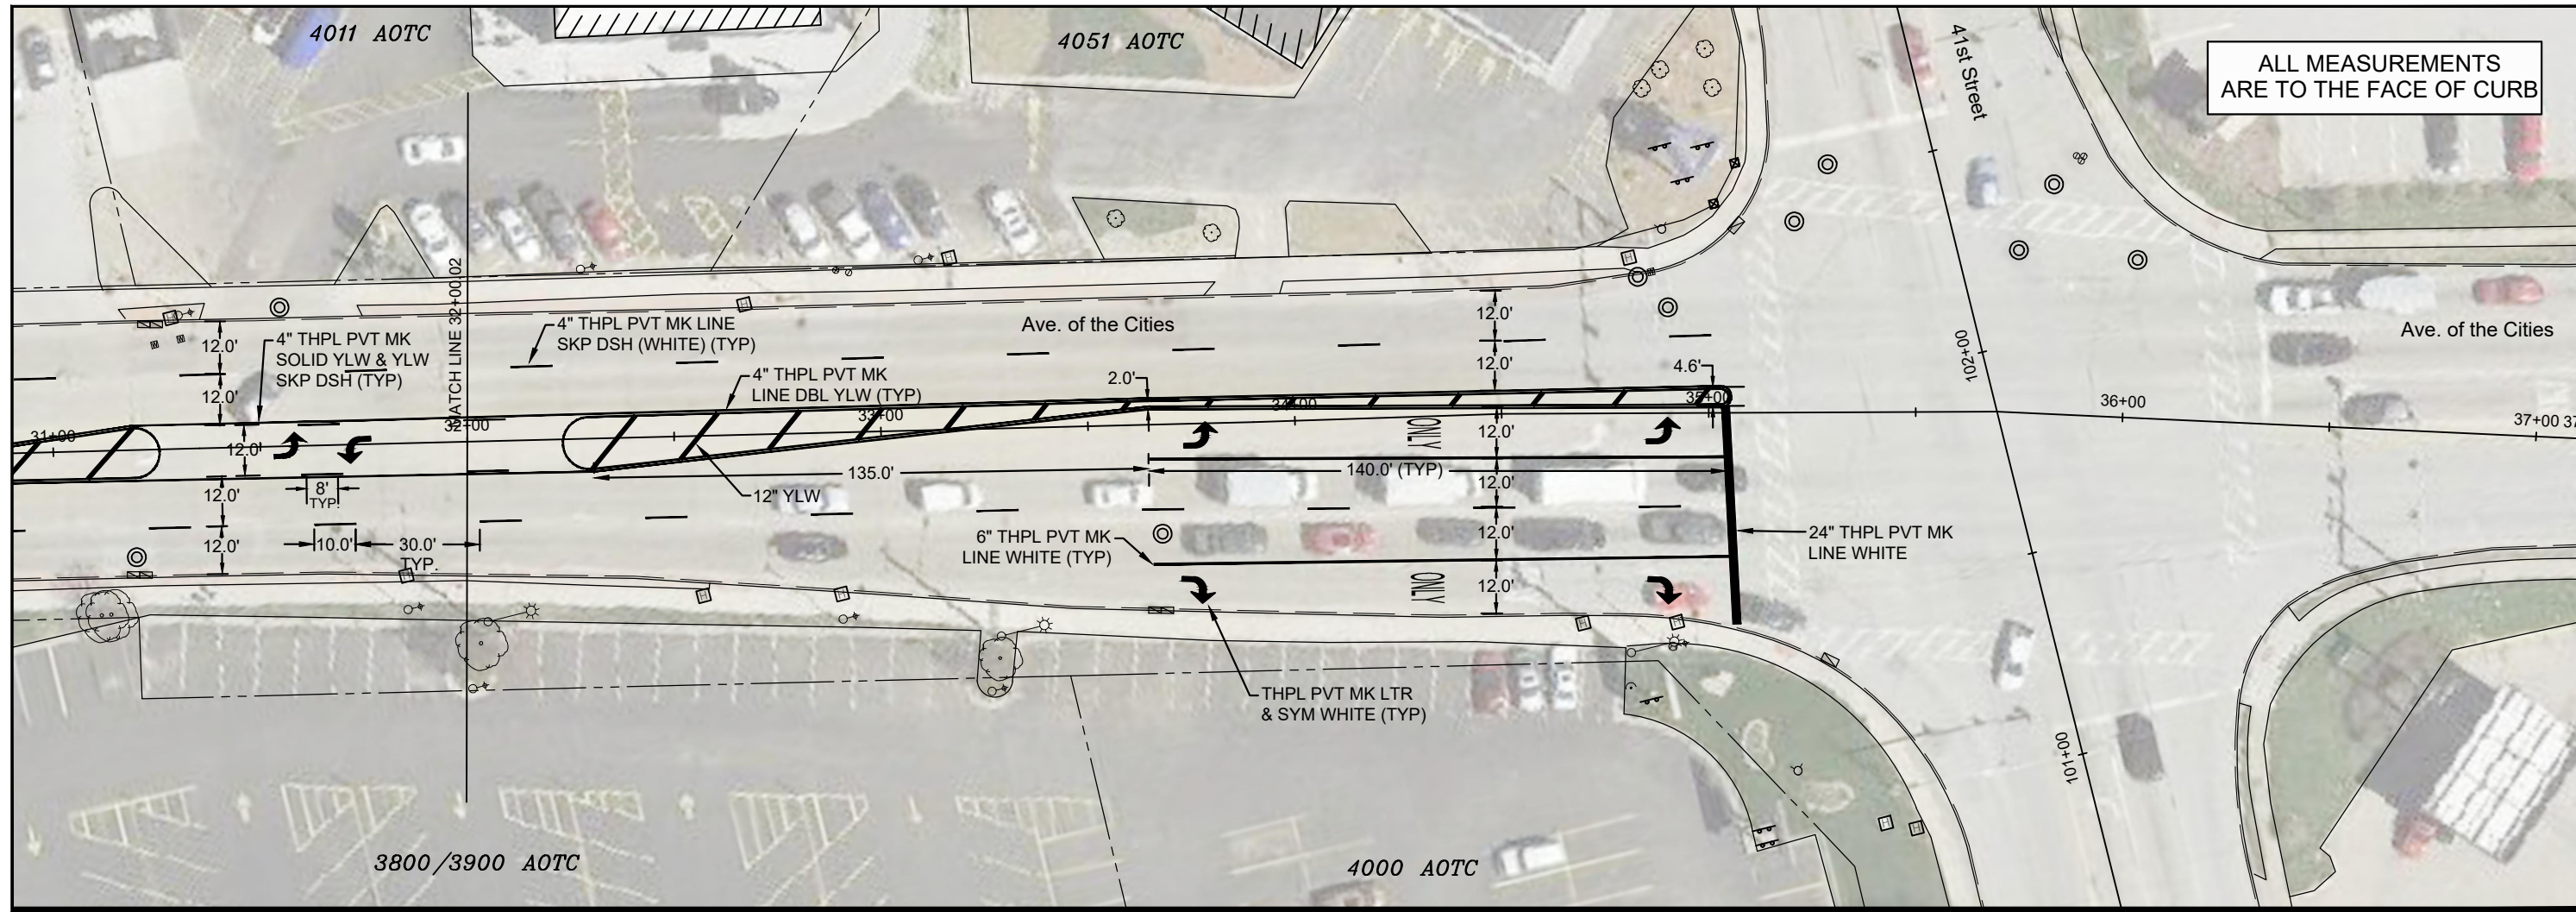 4011 AOTC
4051 AOTC
41st Street
ALL MEASUREMENTS
ARE TO THE FACE OF CURB
MATCH LINE 32+00.02
4" THPL PVT MK
SOLID YLW & YLW
SKP DSH (TYP)
4" THPL PVT MK LINE
SKP DSH (WHITE) (TYP)
Ave. of the Cities
Ave. of the Cities
4" THPL PVT MK
LINE DBL YLW (TYP)
12.0'
12.0'
12.0'
12.0'
12.0'
12.0'
12.0'
2.0'
4.6'
31+00
32+00
33+00
34+00
35+00
36+00
37+00
102+00
101+00
12.0'
12.0'
12.0'
12.0'
ONLY
ONLY
135.0'
140.0' (TYP)
8'
TYP.
10.0'
30.0'
TYP.
12" YLW
6" THPL PVT MK
LINE WHITE (TYP)
24" THPL PVT MK
LINE WHITE
THPL PVT MK LTR
& SYM WHITE (TYP)
3800/3900 AOTC
4000 AOTC